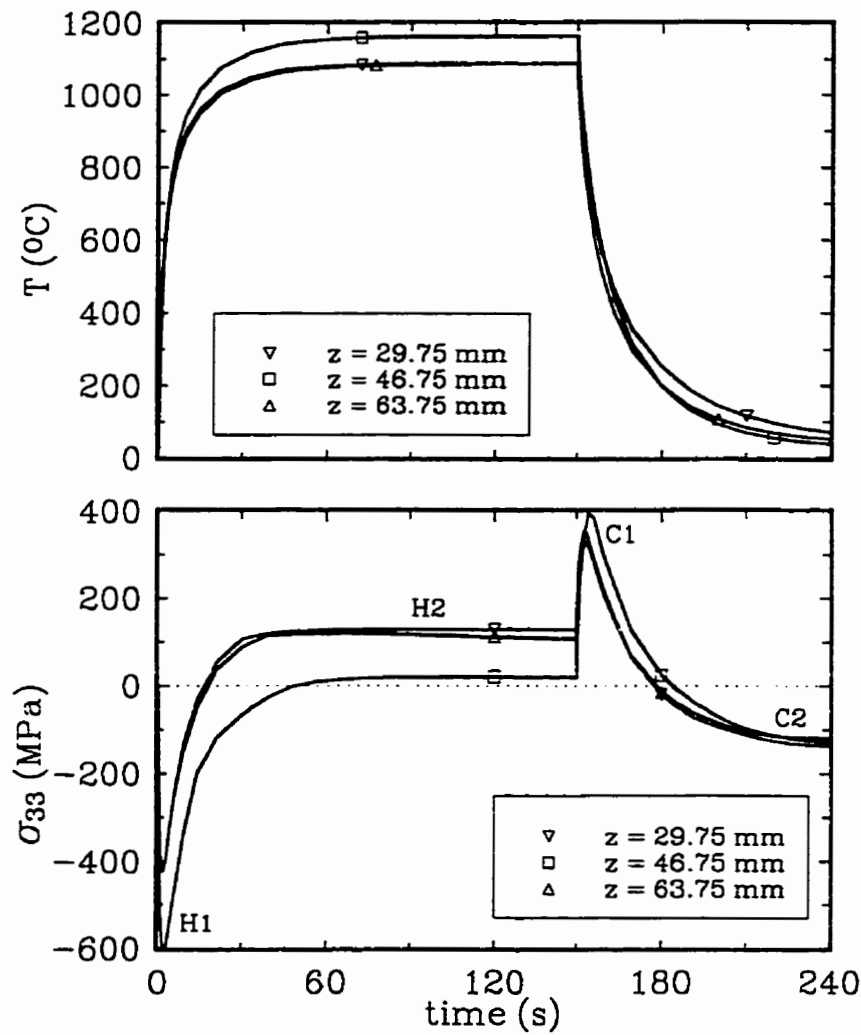 1200
1000
800
600
400
200
0
T (ºC)
▽ z = 29.75 mm
□ z = 46.75 mm
△ z = 63.75 mm
400
200
0
−200
−400
−600
σ33 (MPa)
H1
H2
C1
C2
▽ z = 29.75 mm
□ z = 46.75 mm
△ z = 63.75 mm
0 60 120 180 240
time (s)